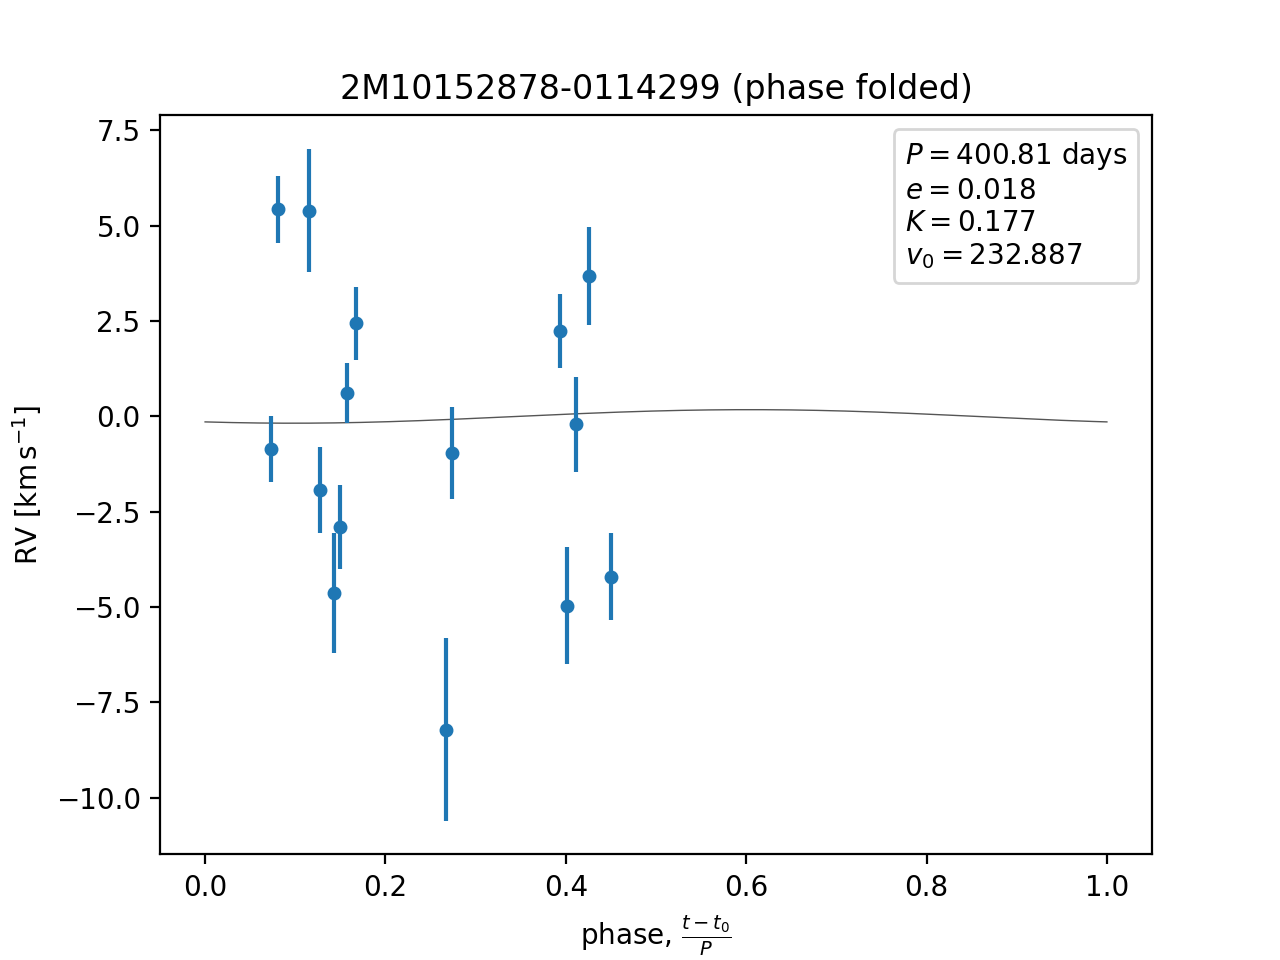 2M10152878-0114299 (phase folded)
7.5
5.0
2.5
0.0
−2.5
−5.0
−7.5
−10.0
RV [km s⁻¹]
P = 400.81 days
e = 0.018
K = 0.177
v₀ = 232.887
0.0 0.2 0.4 0.6 0.8 1.0
phase, (t − t₀)/P